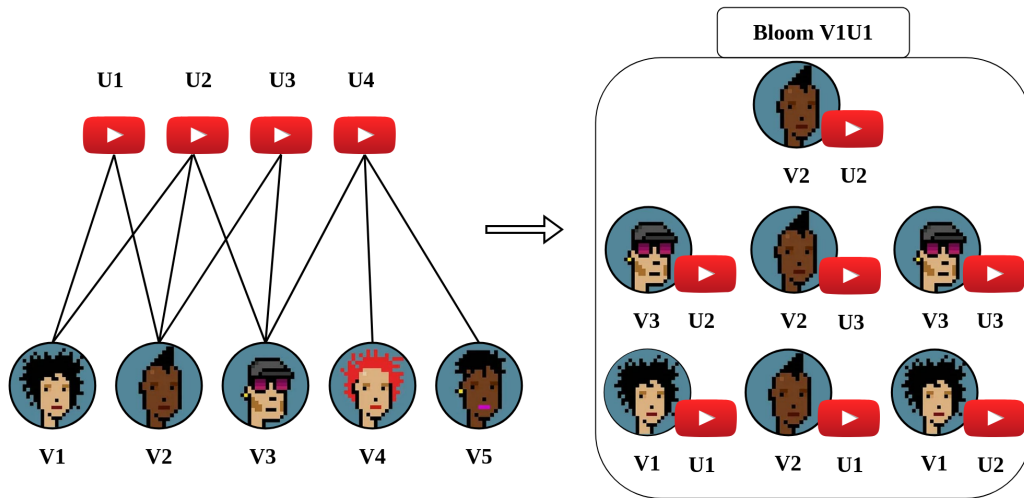 Bloom V1U1
U1 U2 U3 U4
V2 U2
V3 U2 V2 U3 V3 U3
V1 V2 V3 V4 V5
V1 U1 V2 U1 V1 U2